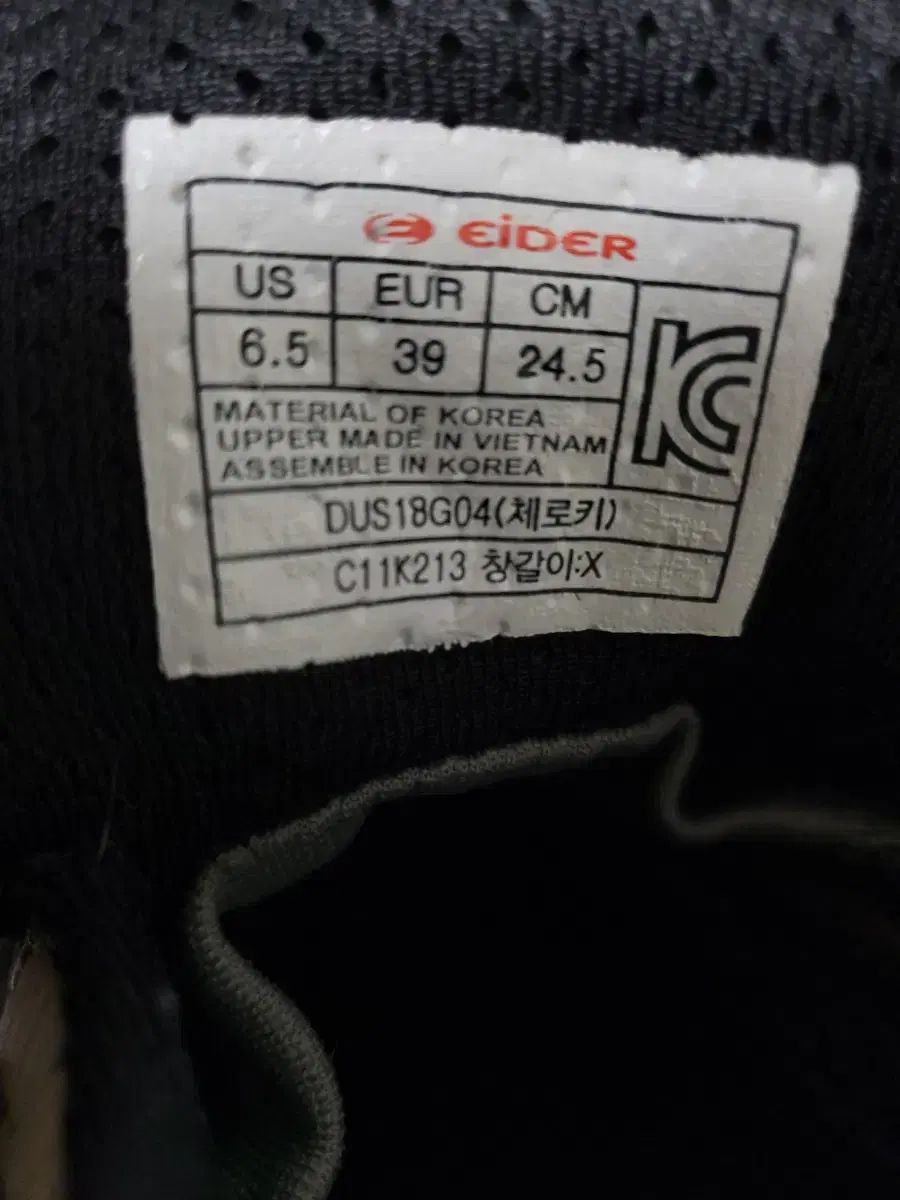 EiDER
US EUR CM
6.5 39 24.5
KC
MATERIAL OF KOREA
UPPER MADE IN VIETNAM
ASSEMBLE IN KOREA
DUS18G04(체로키)
C11K213 창갈이:X